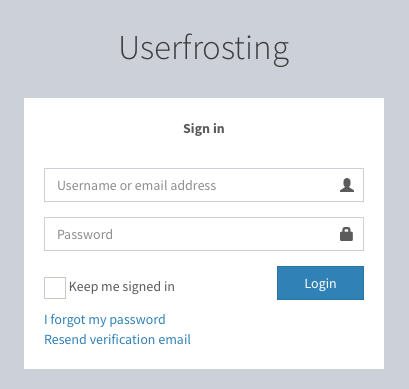 Userfrosting
Sign in
Username or email address
Password
Keep me signed in
Login
I forgot my password
Resend verification email